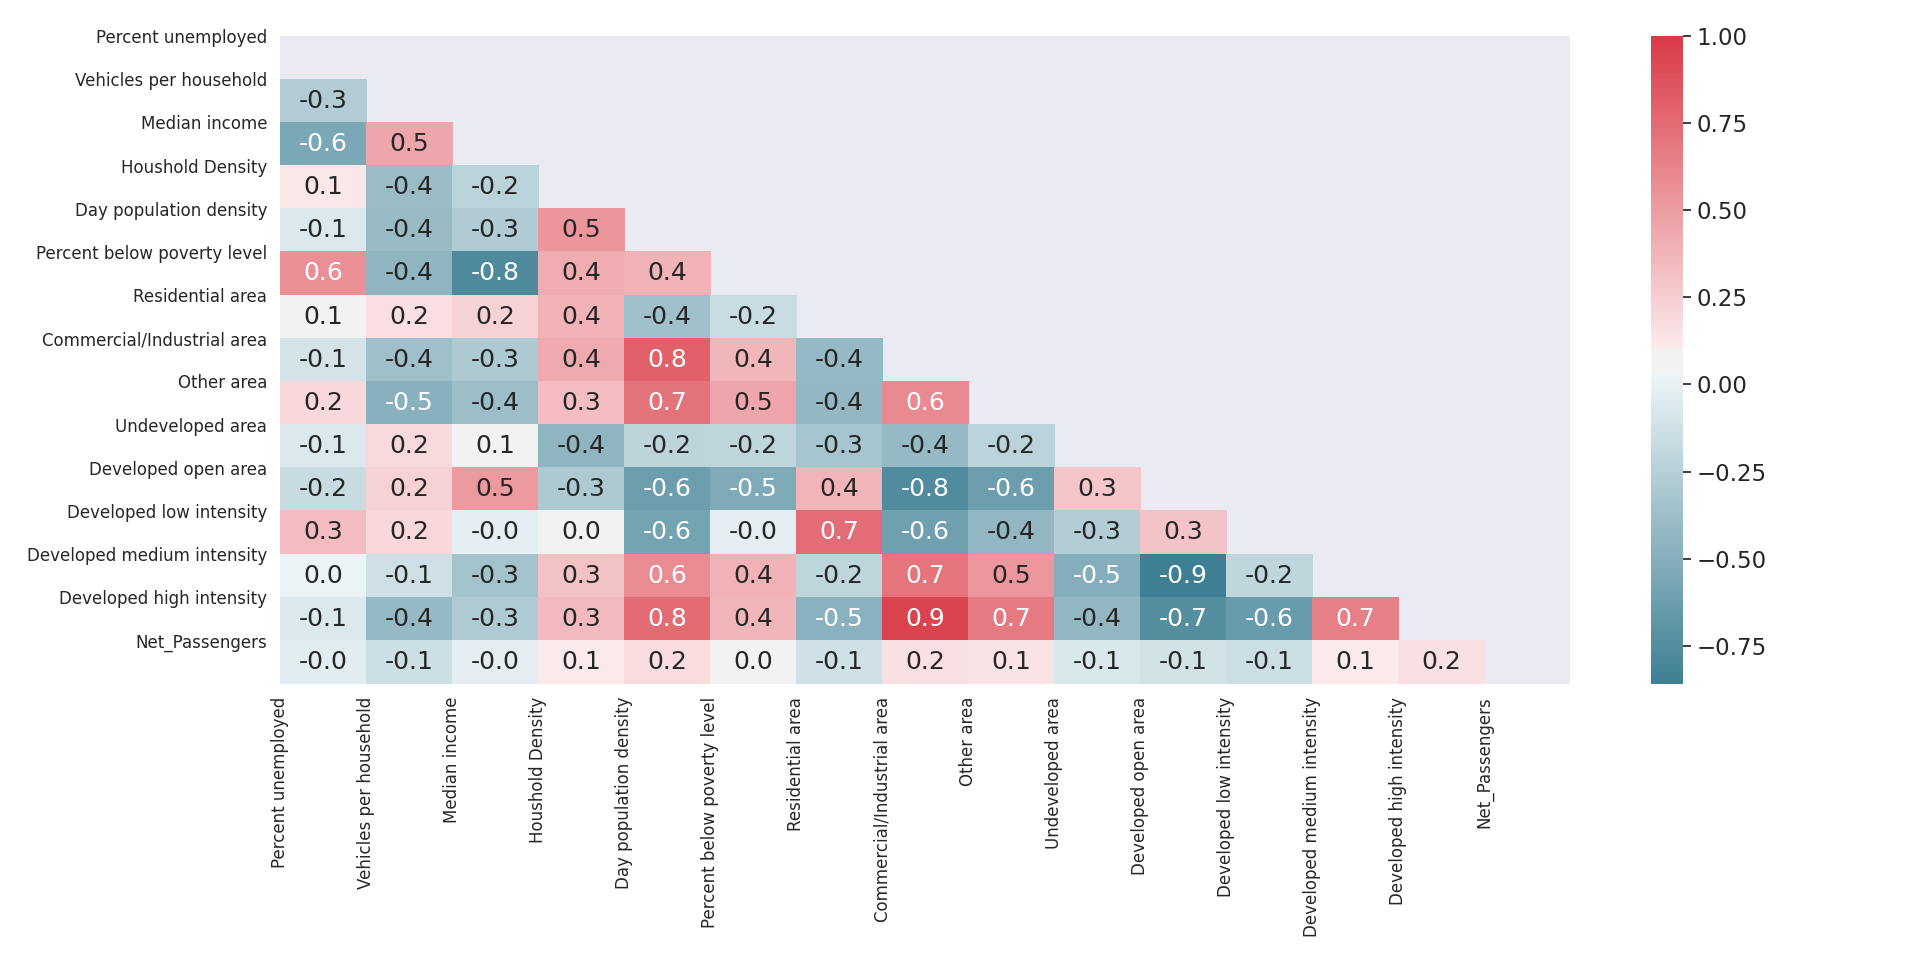 Percent unemployed
Vehicles per household
-0.3
Median income
-0.6 0.5
Houshold Density
0.1 -0.4 -0.2
Day population density
-0.1 -0.4 -0.3 0.5
Percent below poverty level
0.6 -0.4 -0.8 0.4 0.4
Residential area
0.1 0.2 0.2 0.4 -0.4 -0.2
Commercial/Industrial area
-0.1 -0.4 -0.3 0.4 0.8 0.4 -0.4
Other area
0.2 -0.5 -0.4 0.3 0.7 0.5 -0.4 0.6
Undeveloped area
-0.1 0.2 0.1 -0.4 -0.2 -0.2 -0.3 -0.4 -0.2
Developed open area
-0.2 0.2 0.5 -0.3 -0.6 -0.5 0.4 -0.8 -0.6 0.3
Developed low intensity
0.3 0.2 -0.0 0.0 -0.6 -0.0 0.7 -0.6 -0.4 -0.3 0.3
Developed medium intensity
0.0 -0.1 -0.3 0.3 0.6 0.4 -0.2 0.7 0.5 -0.5 -0.9 -0.2
Developed high intensity
-0.1 -0.4 -0.3 0.3 0.8 0.4 -0.5 0.9 0.7 -0.4 -0.7 -0.6 0.7
Net_Passengers
-0.0 -0.1 -0.0 0.1 0.2 0.0 -0.1 0.2 0.1 -0.1 -0.1 -0.1 0.1 0.2
Percent unemployed
Vehicles per household
Median income
Houshold Density
Day population density
Percent below poverty level
Residential area
Commercial/Industrial area
Other area
Undeveloped area
Developed open area
Developed low intensity
Developed medium intensity
Developed high intensity
Net_Passengers
1.00
0.75
0.50
0.25
0.00
−0.25
−0.50
−0.75